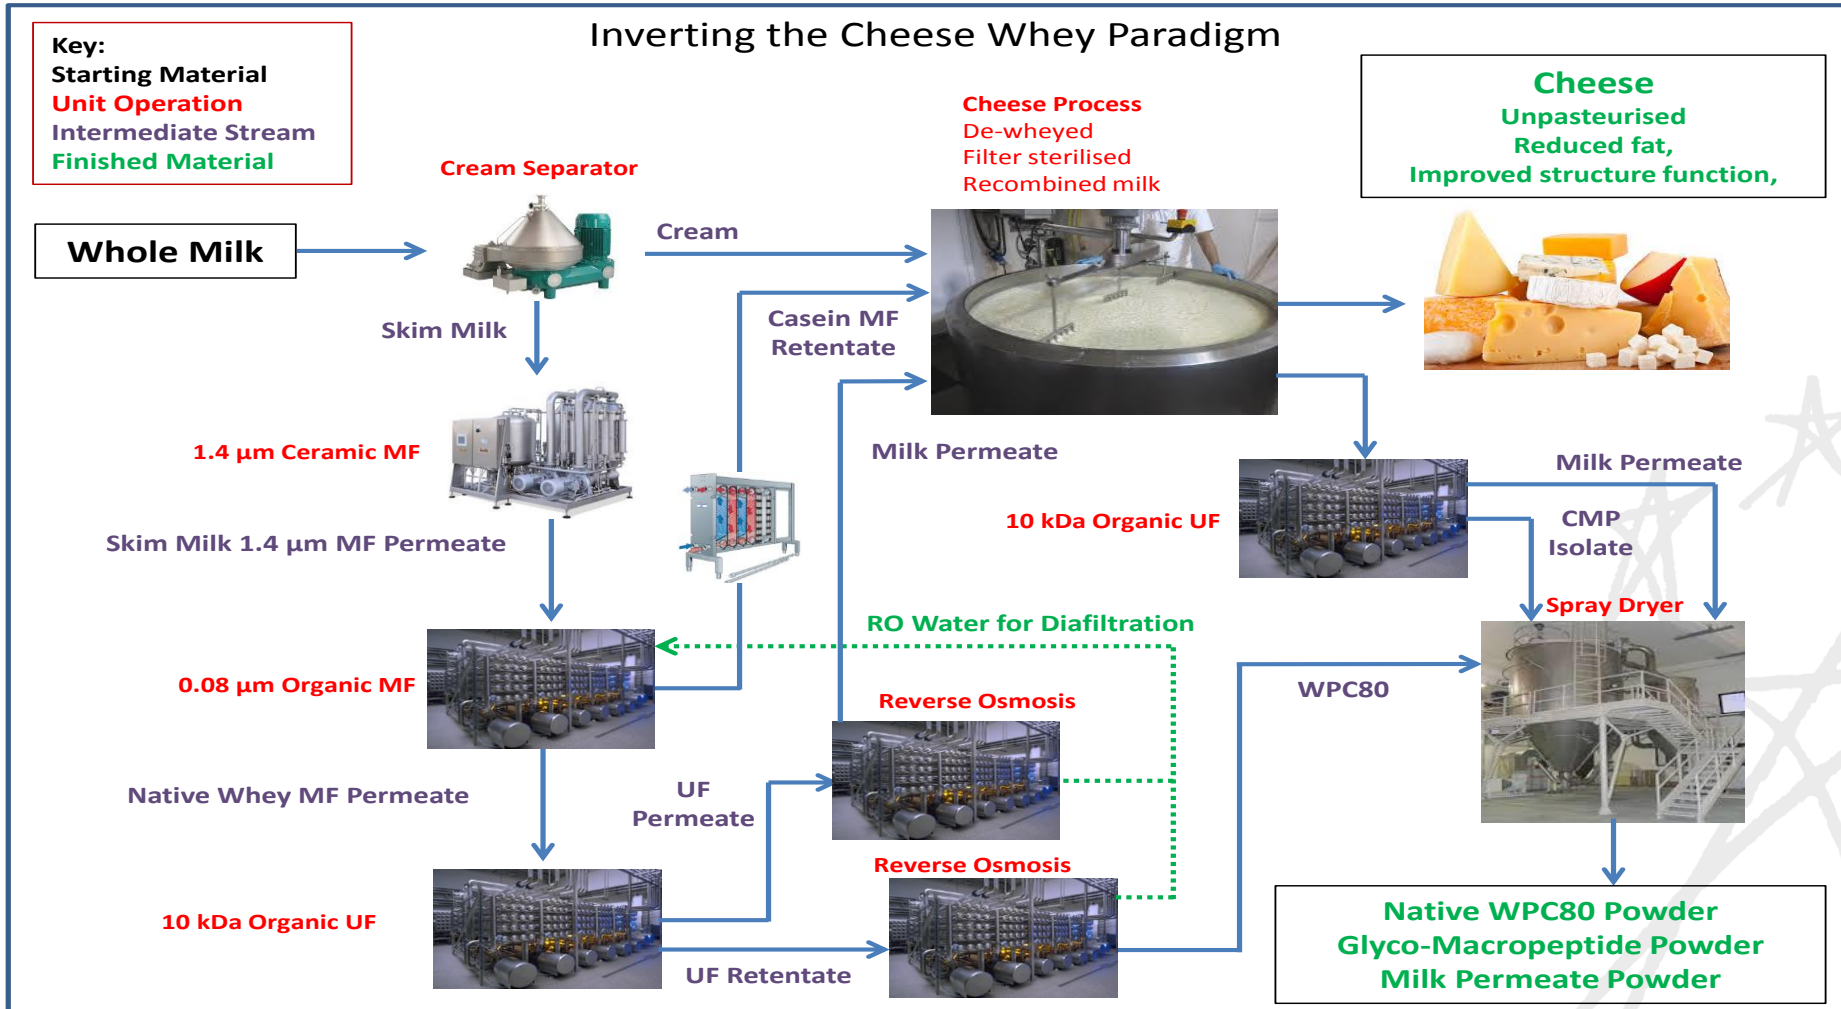 Inverting the Cheese Whey Paradigm
Key:
Starting Material
Unit Operation
Intermediate Stream
Finished Material
Cheese
Unpasteurised
Reduced fat,
Improved structure function,
Cheese Process
De-wheyed
Filter sterilised
Recombined milk
Cream Separator
Whole Milk
Cream
Skim Milk
Casein MF
Retentate
1.4 µm Ceramic MF
Milk Permeate
Milk Permeate
10 kDa Organic UF
CMP
Isolate
Skim Milk 1.4 µm MF Permeate
Spray Dryer
RO Water for Diafiltration
0.08 µm Organic MF
WPC80
Reverse Osmosis
Native Whey MF Permeate
UF
Permeate
Reverse Osmosis
10 kDa Organic UF
UF Retentate
Native WPC80 Powder
Glyco-Macropeptide Powder
Milk Permeate Powder